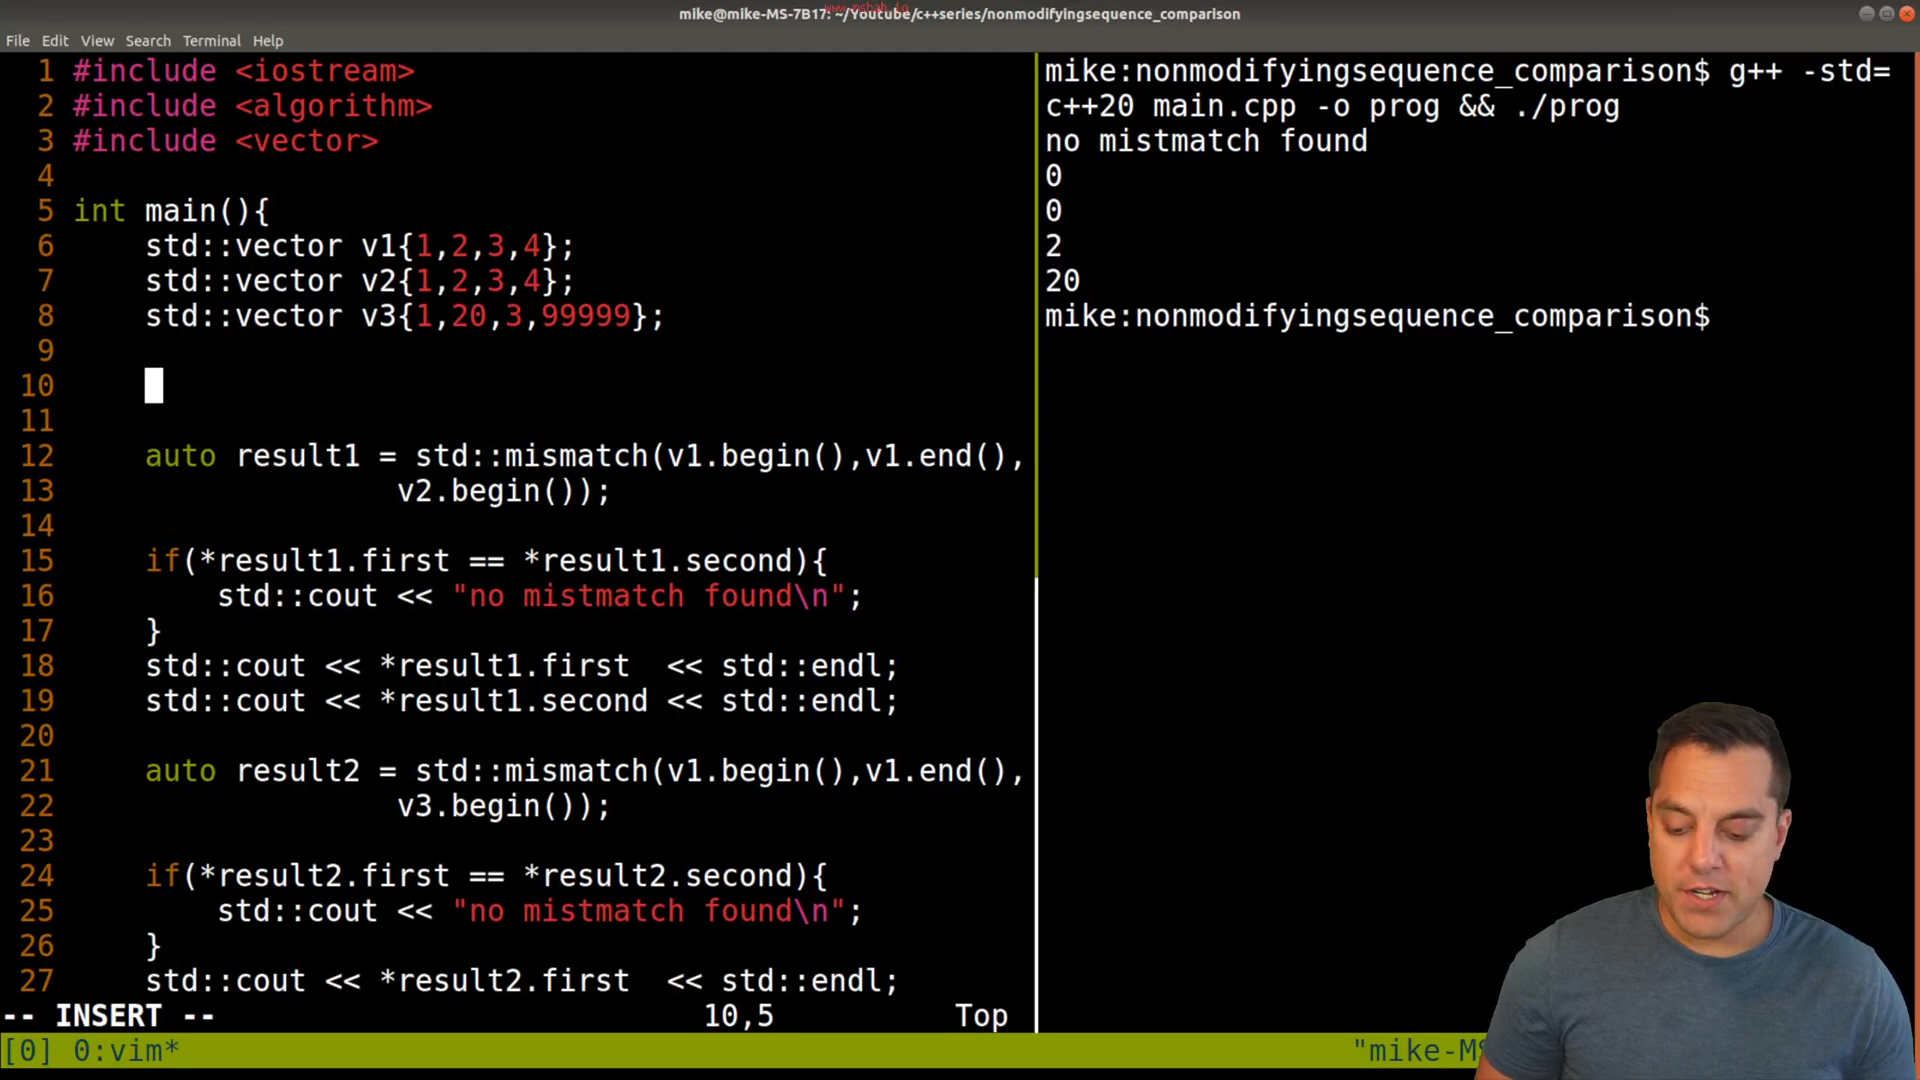 www.mshah.io
mike@mike-MS-7B17: ~/Youtube/c++series/nonmodifyingsequence_comparison
File Edit View Search Terminal Help
1 #include <iostream>
2 #include <algorithm>
3 #include <vector>
4
5 int main(){
6 std::vector v1{1,2,3,4};
7 std::vector v2{1,2,3,4};
8 std::vector v3{1,20,3,99999};
9
10
11
12 auto result1 = std::mismatch(v1.begin(),v1.end(),
13 v2.begin());
14
15 if(*result1.first == *result1.second){
16 std::cout << "no mistmatch found\n";
17 }
18 std::cout << *result1.first  << std::endl;
19 std::cout << *result1.second << std::endl;
20
21 auto result2 = std::mismatch(v1.begin(),v1.end(),
22 v3.begin());
23
24 if(*result2.first == *result2.second){
25 std::cout << "no mistmatch found\n";
26 }
27 std::cout << *result2.first  << std::endl;
-- INSERT -- 10,5 Top
mike:nonmodifyingsequence_comparison$ g++ -std=
c++20 main.cpp -o prog && ./prog
no mistmatch found
0
0
2
20
mike:nonmodifyingsequence_comparison$
[0] 0:vim* "mike-MS